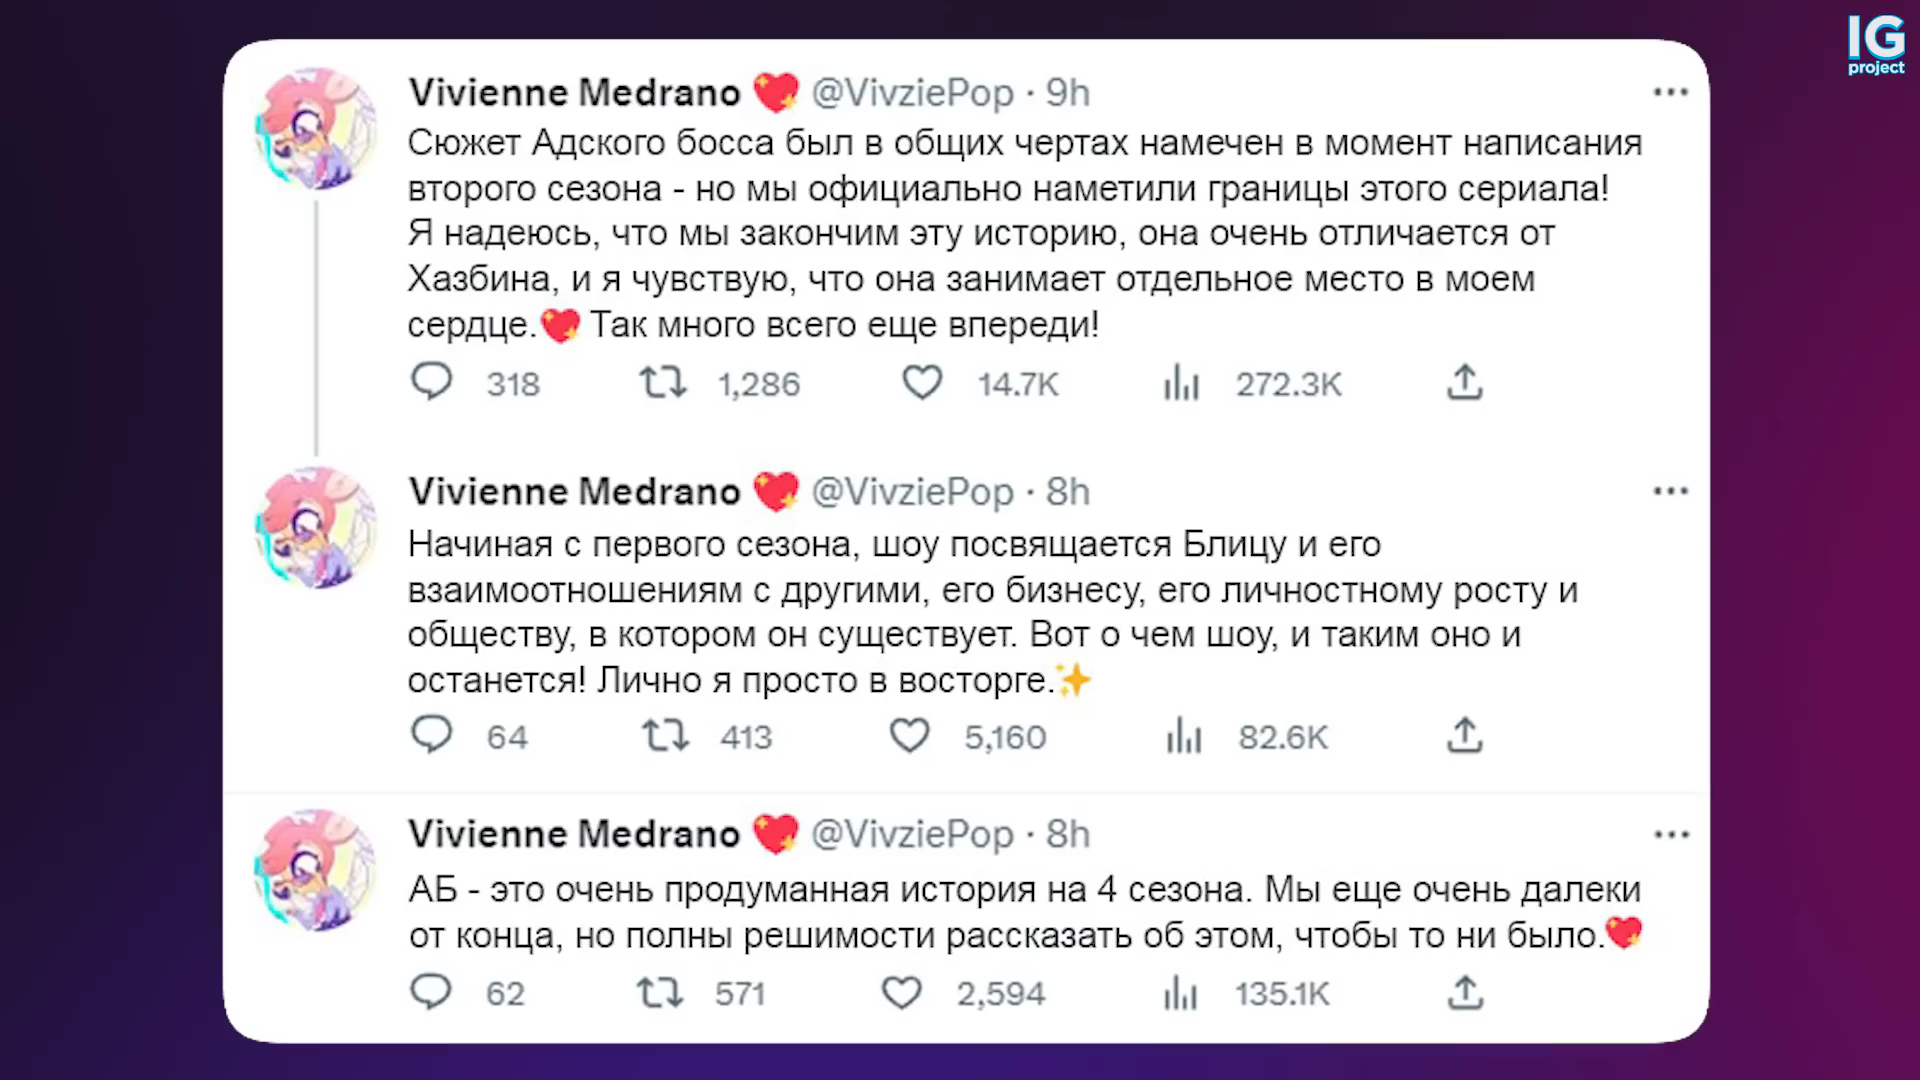 IG
project
Vivienne Medrano 💖 @VivziePop · 9h
Сюжет Адского босса был в общих чертах намечен в момент написания
второго сезона - но мы официально наметили границы этого сериала!
Я надеюсь, что мы закончим эту историю, она очень отличается от
Хазбина, и я чувствую, что она занимает отдельное место в моем
сердце.💖 Так много всего еще впереди!
318 1,286 14.7K 272.3K
Vivienne Medrano 💖 @VivziePop · 8h
Начиная с первого сезона, шоу посвящается Блицу и его
взаимоотношениям с другими, его бизнесу, его личностному росту и
обществу, в котором он существует. Вот о чем шоу, и таким оно и
останется! Лично я просто в восторге.✨
64 413 5,160 82.6K
Vivienne Medrano 💖 @VivziePop · 8h
АБ - это очень продуманная история на 4 сезона. Мы еще очень далеки
от конца, но полны решимости рассказать об этом, чтобы то ни было.💖
62 571 2,594 135.1K